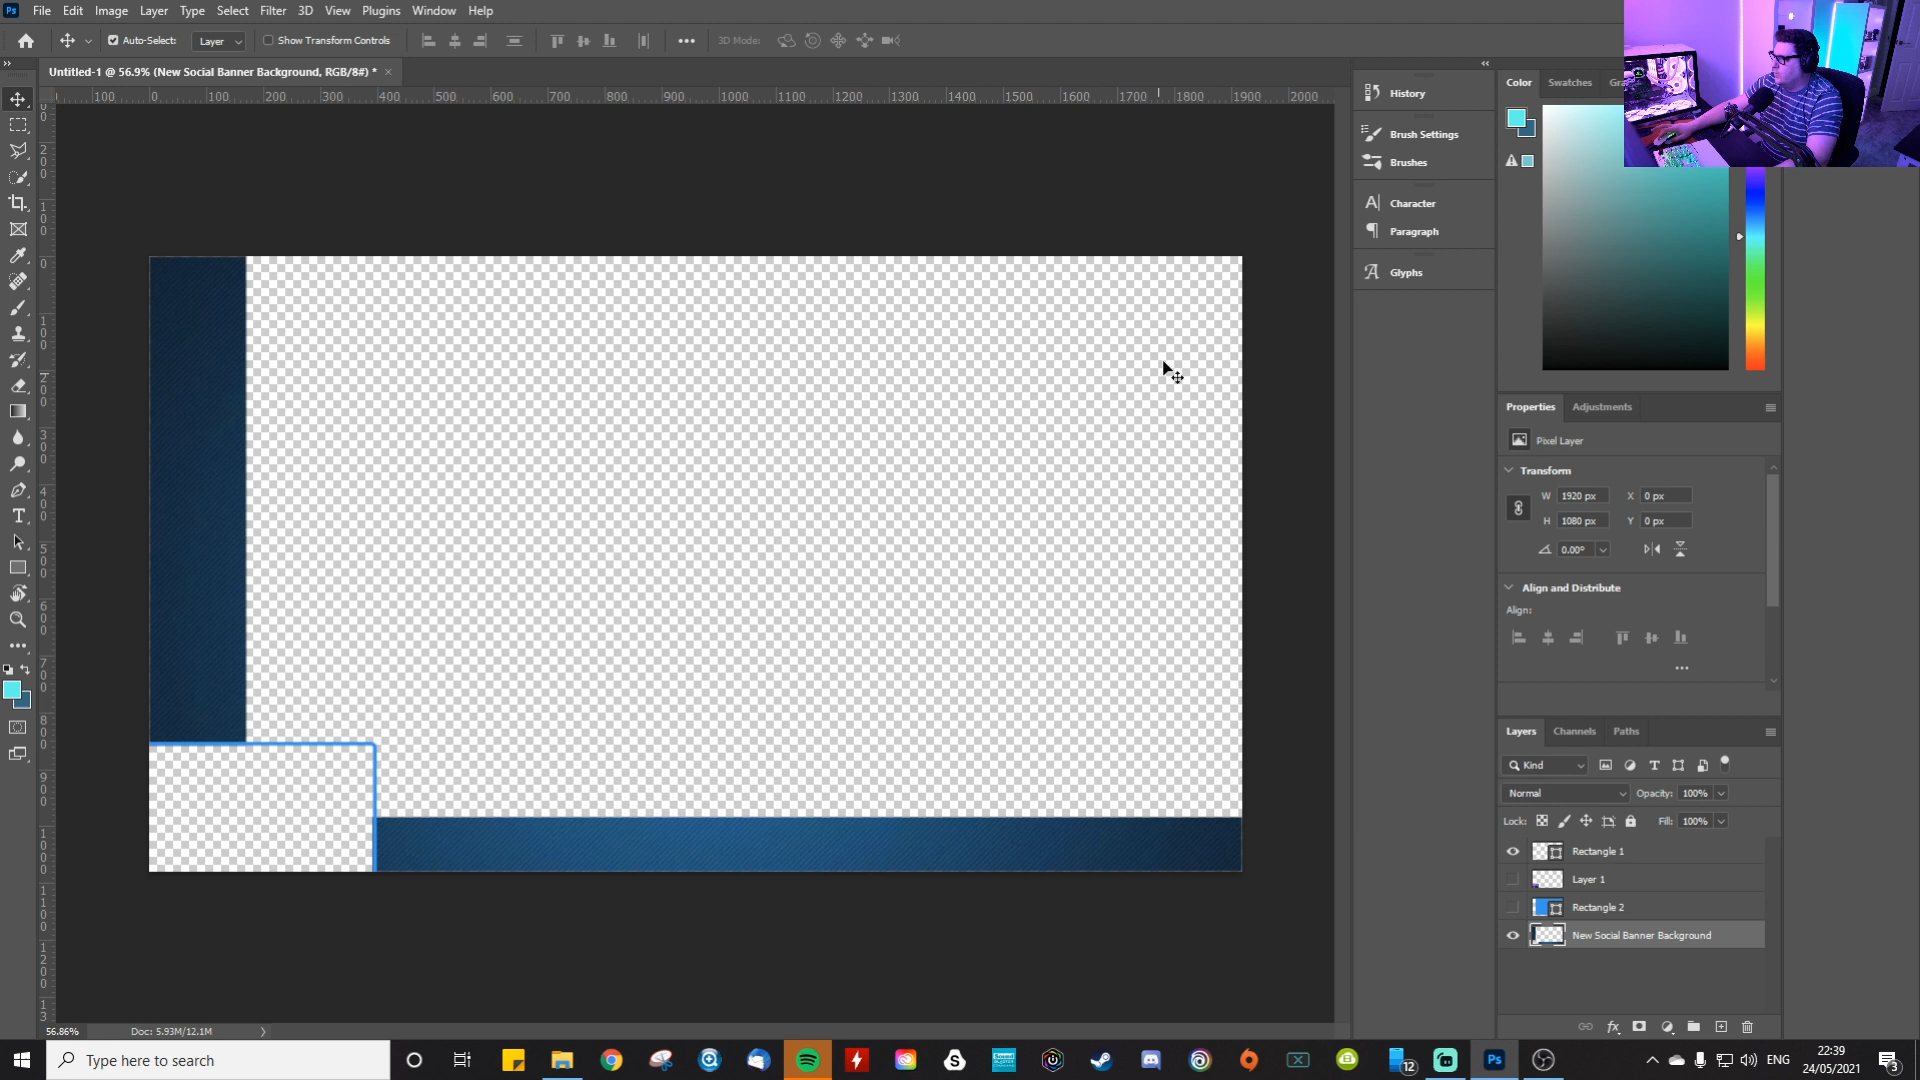 Ps File Edit Image Layer Type Select Filter 3D View Plugins Window Help
Auto-Select: Layer Show Transform Controls 3D Mode:
Untitled-1 @ 56.9% (New Social Banner Background, RGB/8#) *
100 0 100 200 300 400 500 600 700 800 900 1000 1100 1200 1300 1400 1500 1600 1700 1800 1900 2000
History
Brush Settings
Brushes
Character
Paragraph
Glyphs
Color Swatches
Properties Adjustments
Pixel Layer
Transform
W 1920 px X 0 px
H 1080 px Y 0 px
0.00°
Align and Distribute
Align:
Layers Channels Paths
Kind
Normal Opacity: 100%
Lock: Fill: 100%
Rectangle 1
Layer 1
Rectangle 2
New Social Banner Background
56.86% Doc: 5.93M/12.1M
Type here to search
12
Ps
ENG
22:39
24/05/2021
3